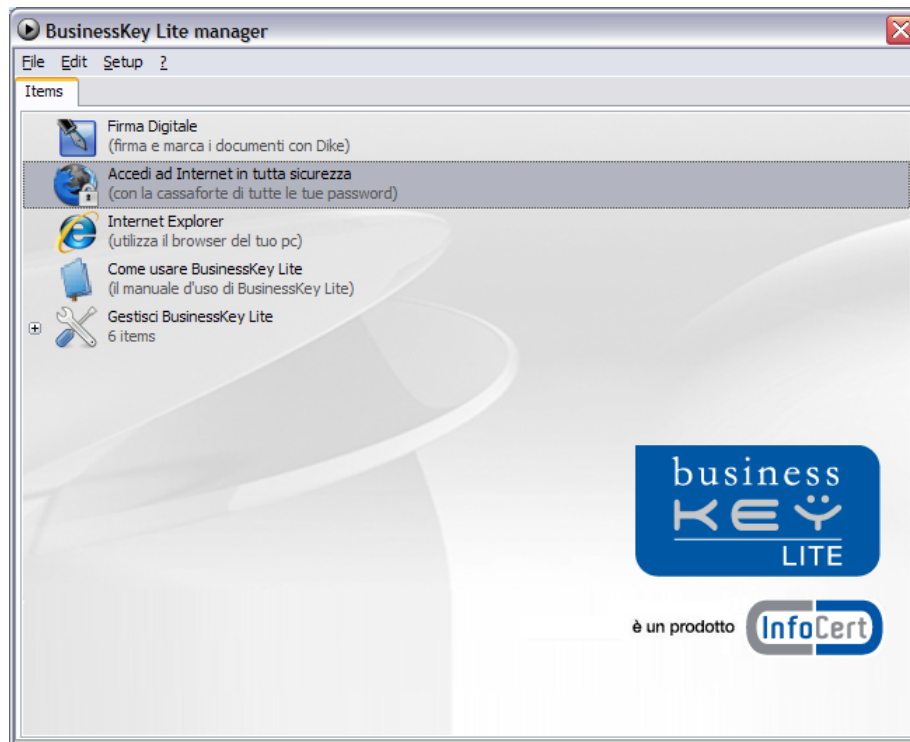 BusinessKey Lite manager
File Edit Setup ?
Items
Firma Digitale
(firma e marca i documenti con Dike)
Accedi ad Internet in tutta sicurezza
(con la cassaforte di tutte le tue password)
Internet Explorer
(utilizza il browser del tuo pc)
Come usare BusinessKey Lite
(il manuale d'uso di BusinessKey Lite)
Gestisci BusinessKey Lite
6 items
business
KEY
LITE
è un prodotto InfoCert